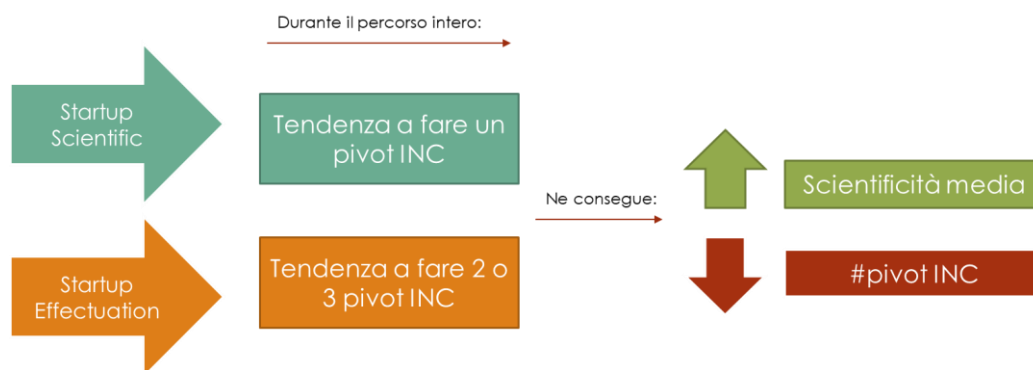 Durante il percorso intero:
Startup
Scientific
Tendenza a fare un
pivot INC
Startup
Effectuation
Tendenza a fare 2 o
3 pivot INC
Ne consegue:
Scientificità media
#pivot INC